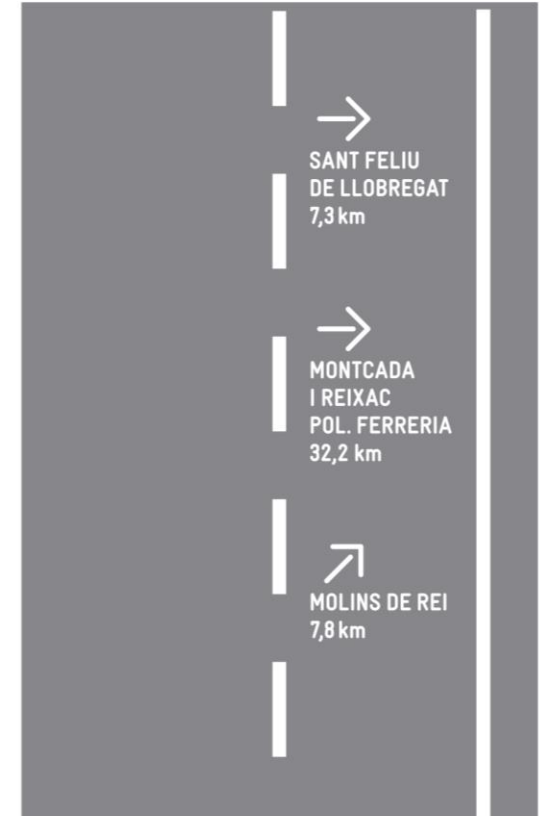 SANT FELIU
DE LLOBREGAT
7,3 km
MONTCADA
I REIXAC
POL. FERRERIA
32,2 km
MOLINS DE REI
7,8 km